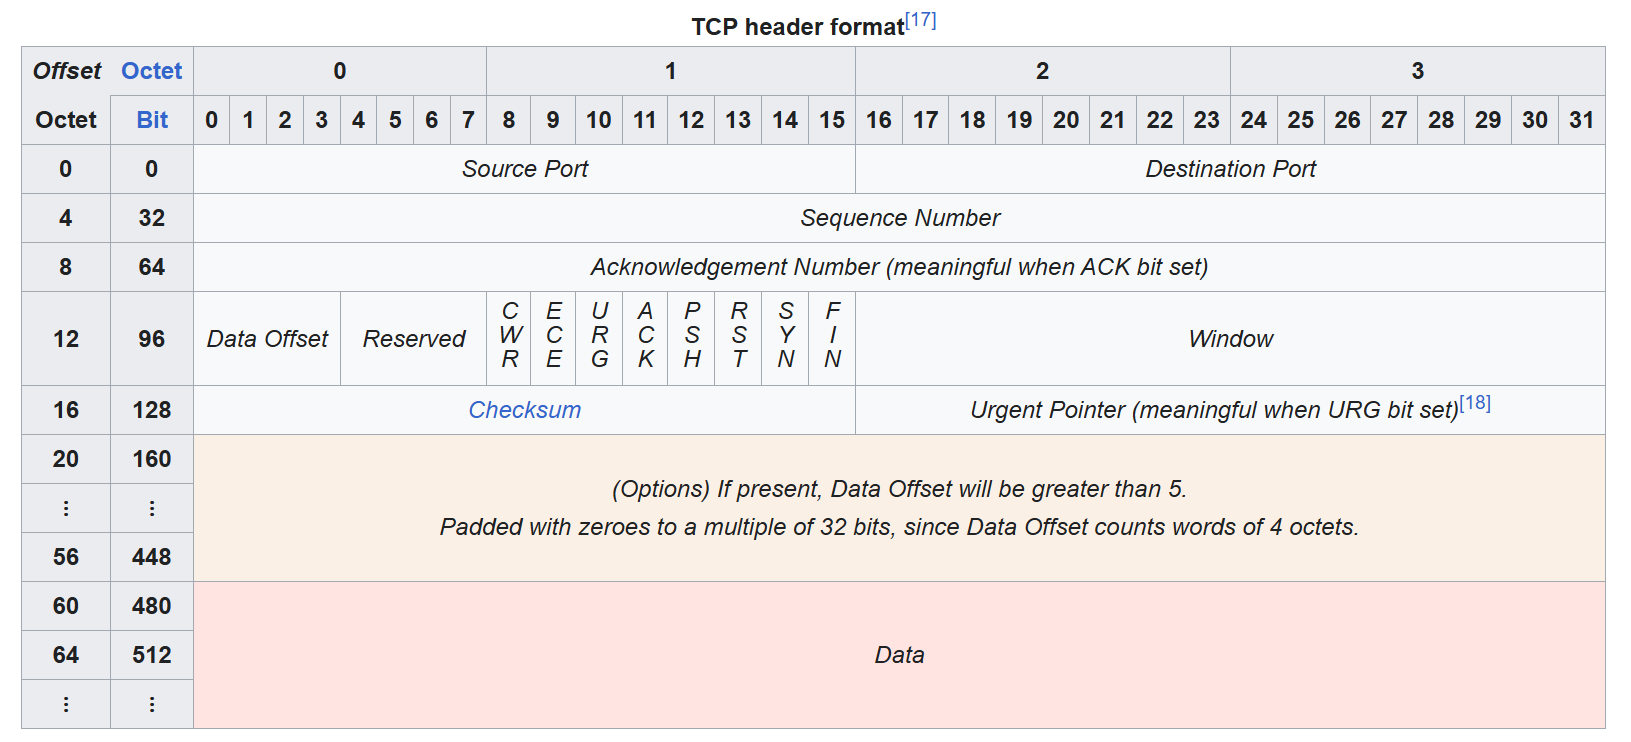 TCP header format[17]
Offset Octet 0 1 2 3
Octet Bit 0 1 2 3 4 5 6 7 8 9 10 11 12 13 14 15 16 17 18 19 20 21 22 23 24 25 26 27 28 29 30 31
0 0 Source Port Destination Port
4 32 Sequence Number
8 64 Acknowledgement Number (meaningful when ACK bit set)
12 96 Data Offset Reserved CWR ECE URG ACK PSH RST SYN FIN Window
16 128 Checksum Urgent Pointer (meaningful when URG bit set)[18]
20 160
⋮ ⋮
56 448
(Options) If present, Data Offset will be greater than 5.
Padded with zeroes to a multiple of 32 bits, since Data Offset counts words of 4 octets.
60 480
64 512 Data
⋮ ⋮